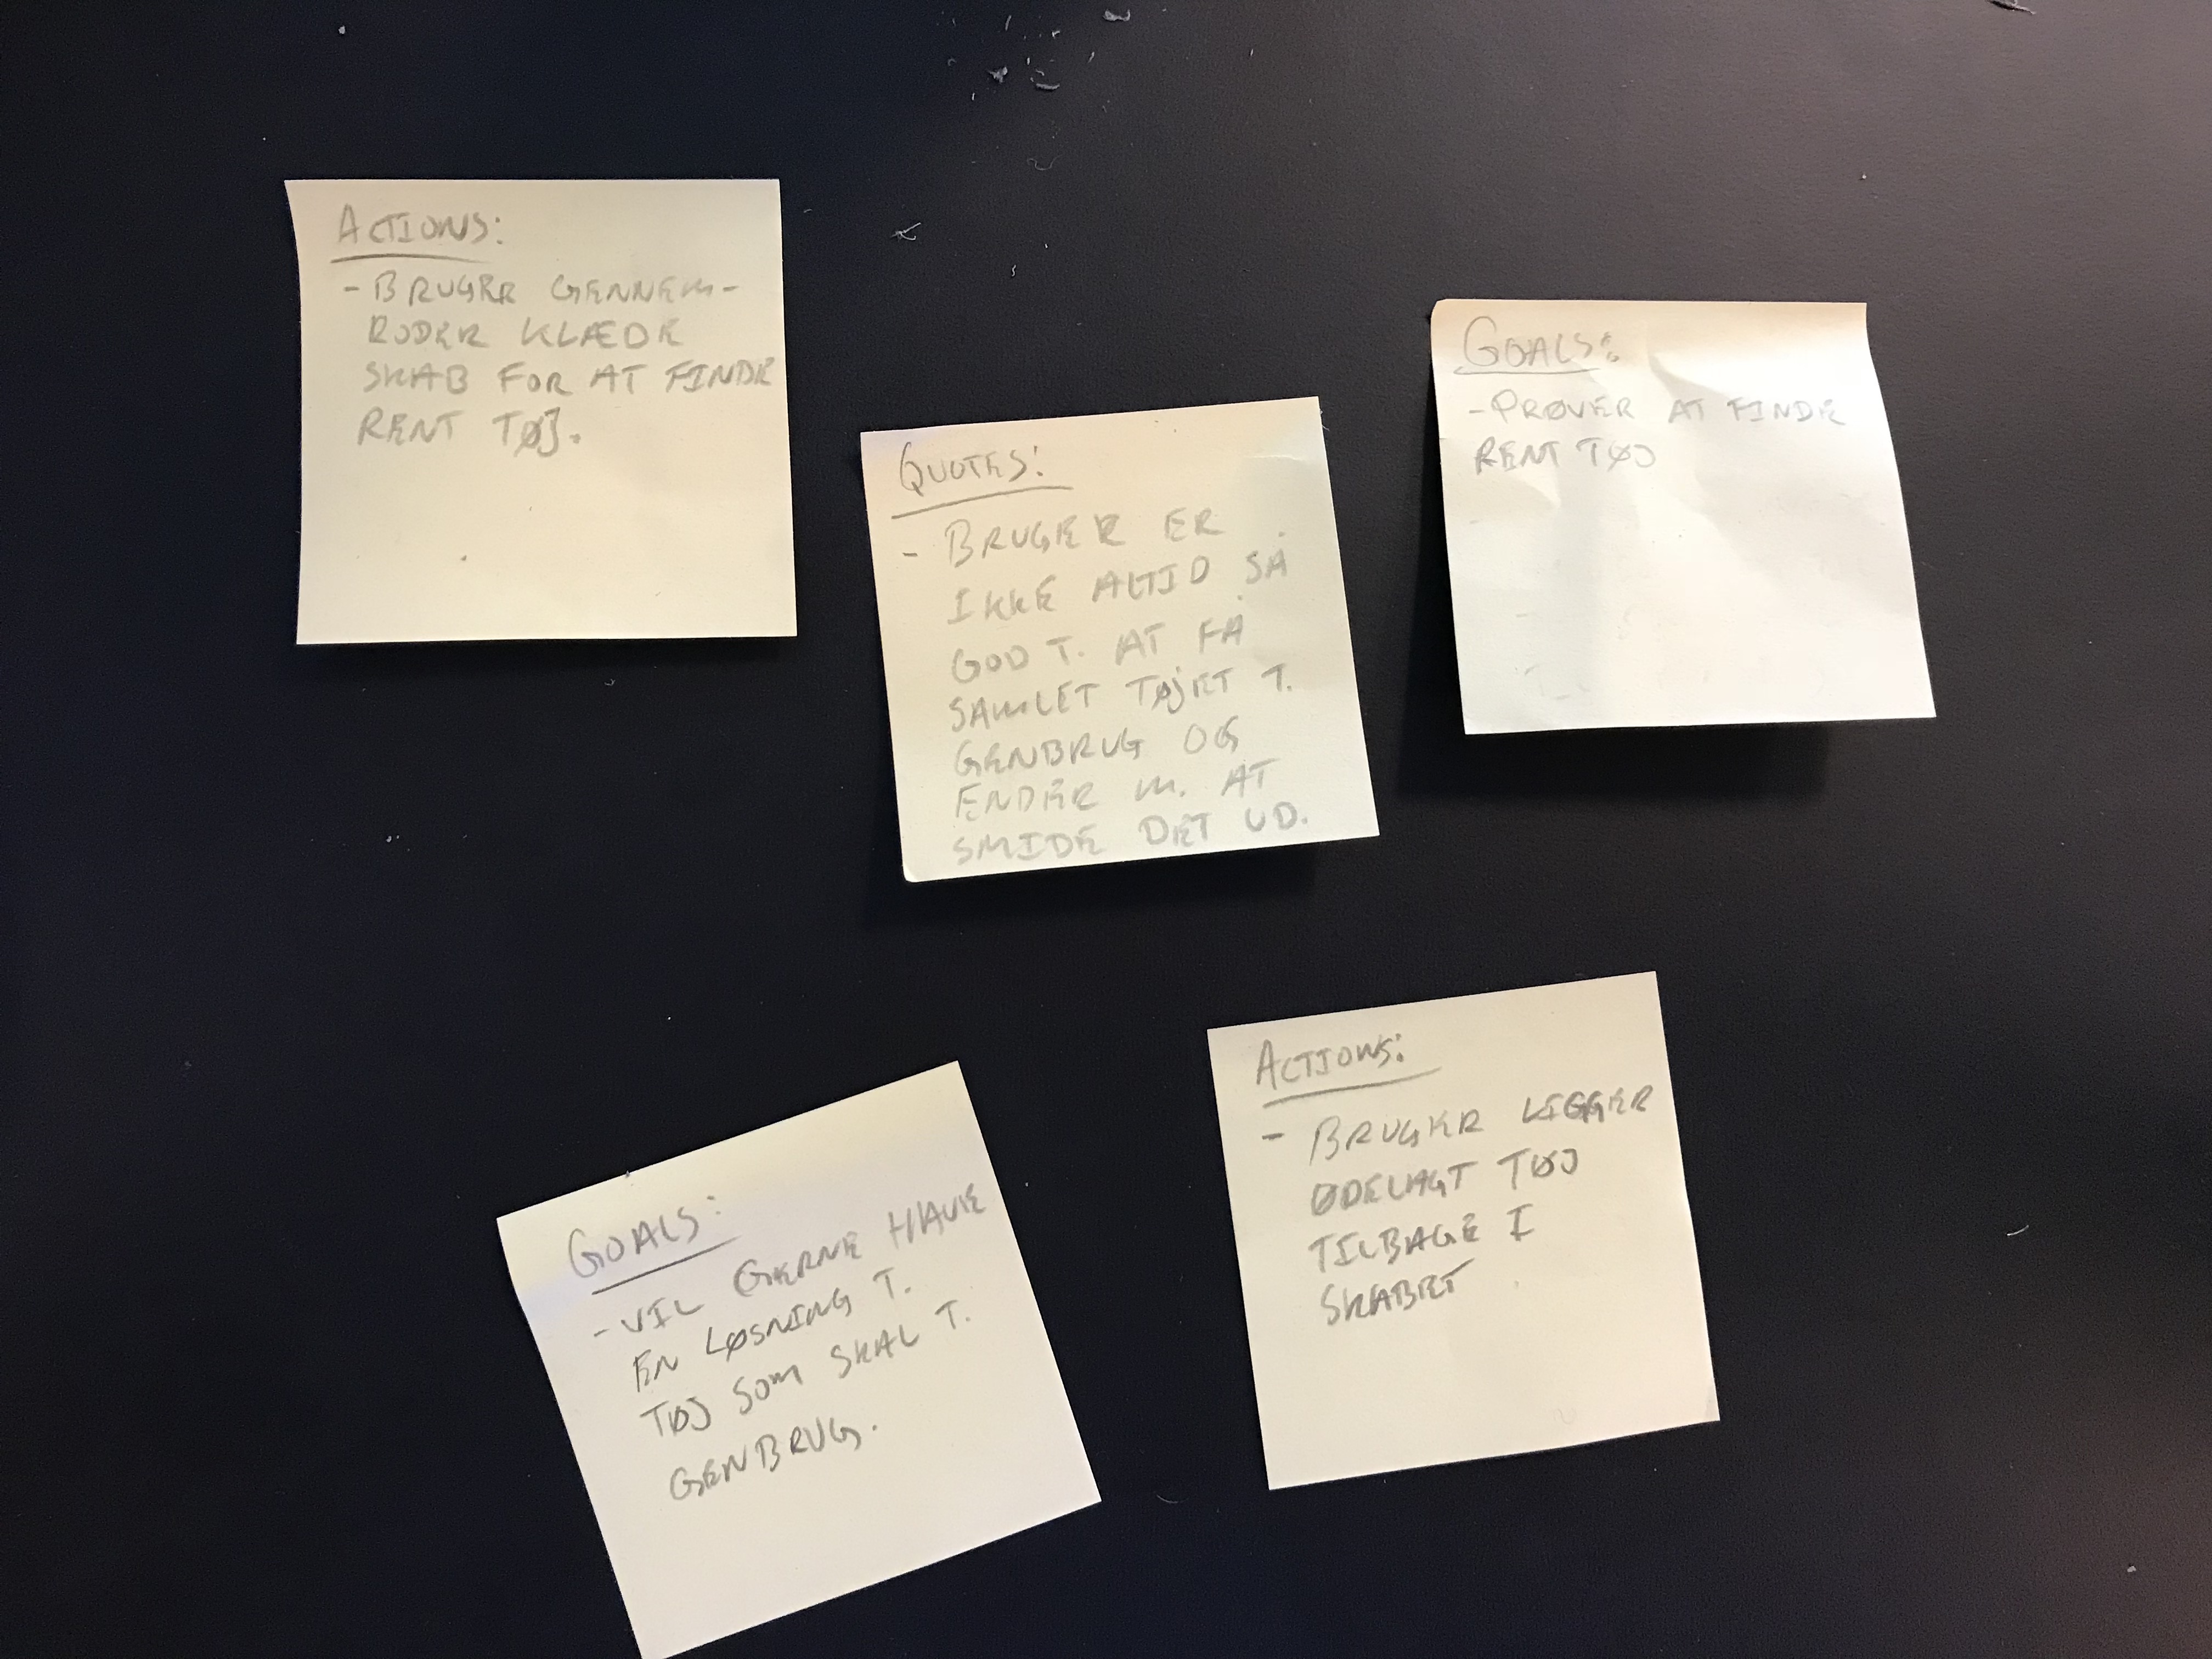 ACTIONS:
- BRUGER GENNEM-
RODER KLÆDE
SKAB FOR AT FINDE
RENT TØJ.
QUOTES:
- BRUGER ER
IKKE ALTID SÅ
GOD T. AT FÅ
SAMLET TØJET T.
GENBRUG OG
ENDER M. AT
SMIDE DET UD.
GOALS:
- PRØVER AT FINDE
RENT TØJ
GOALS:
- VIL GERNE HAVE
EN LØSNING T.
TØJ SOM SKAL T.
GENBRUG.
ACTIONS:
- BRUGER LIGGER
ØDELAGT TØJ
TILBAGE I
SKABET